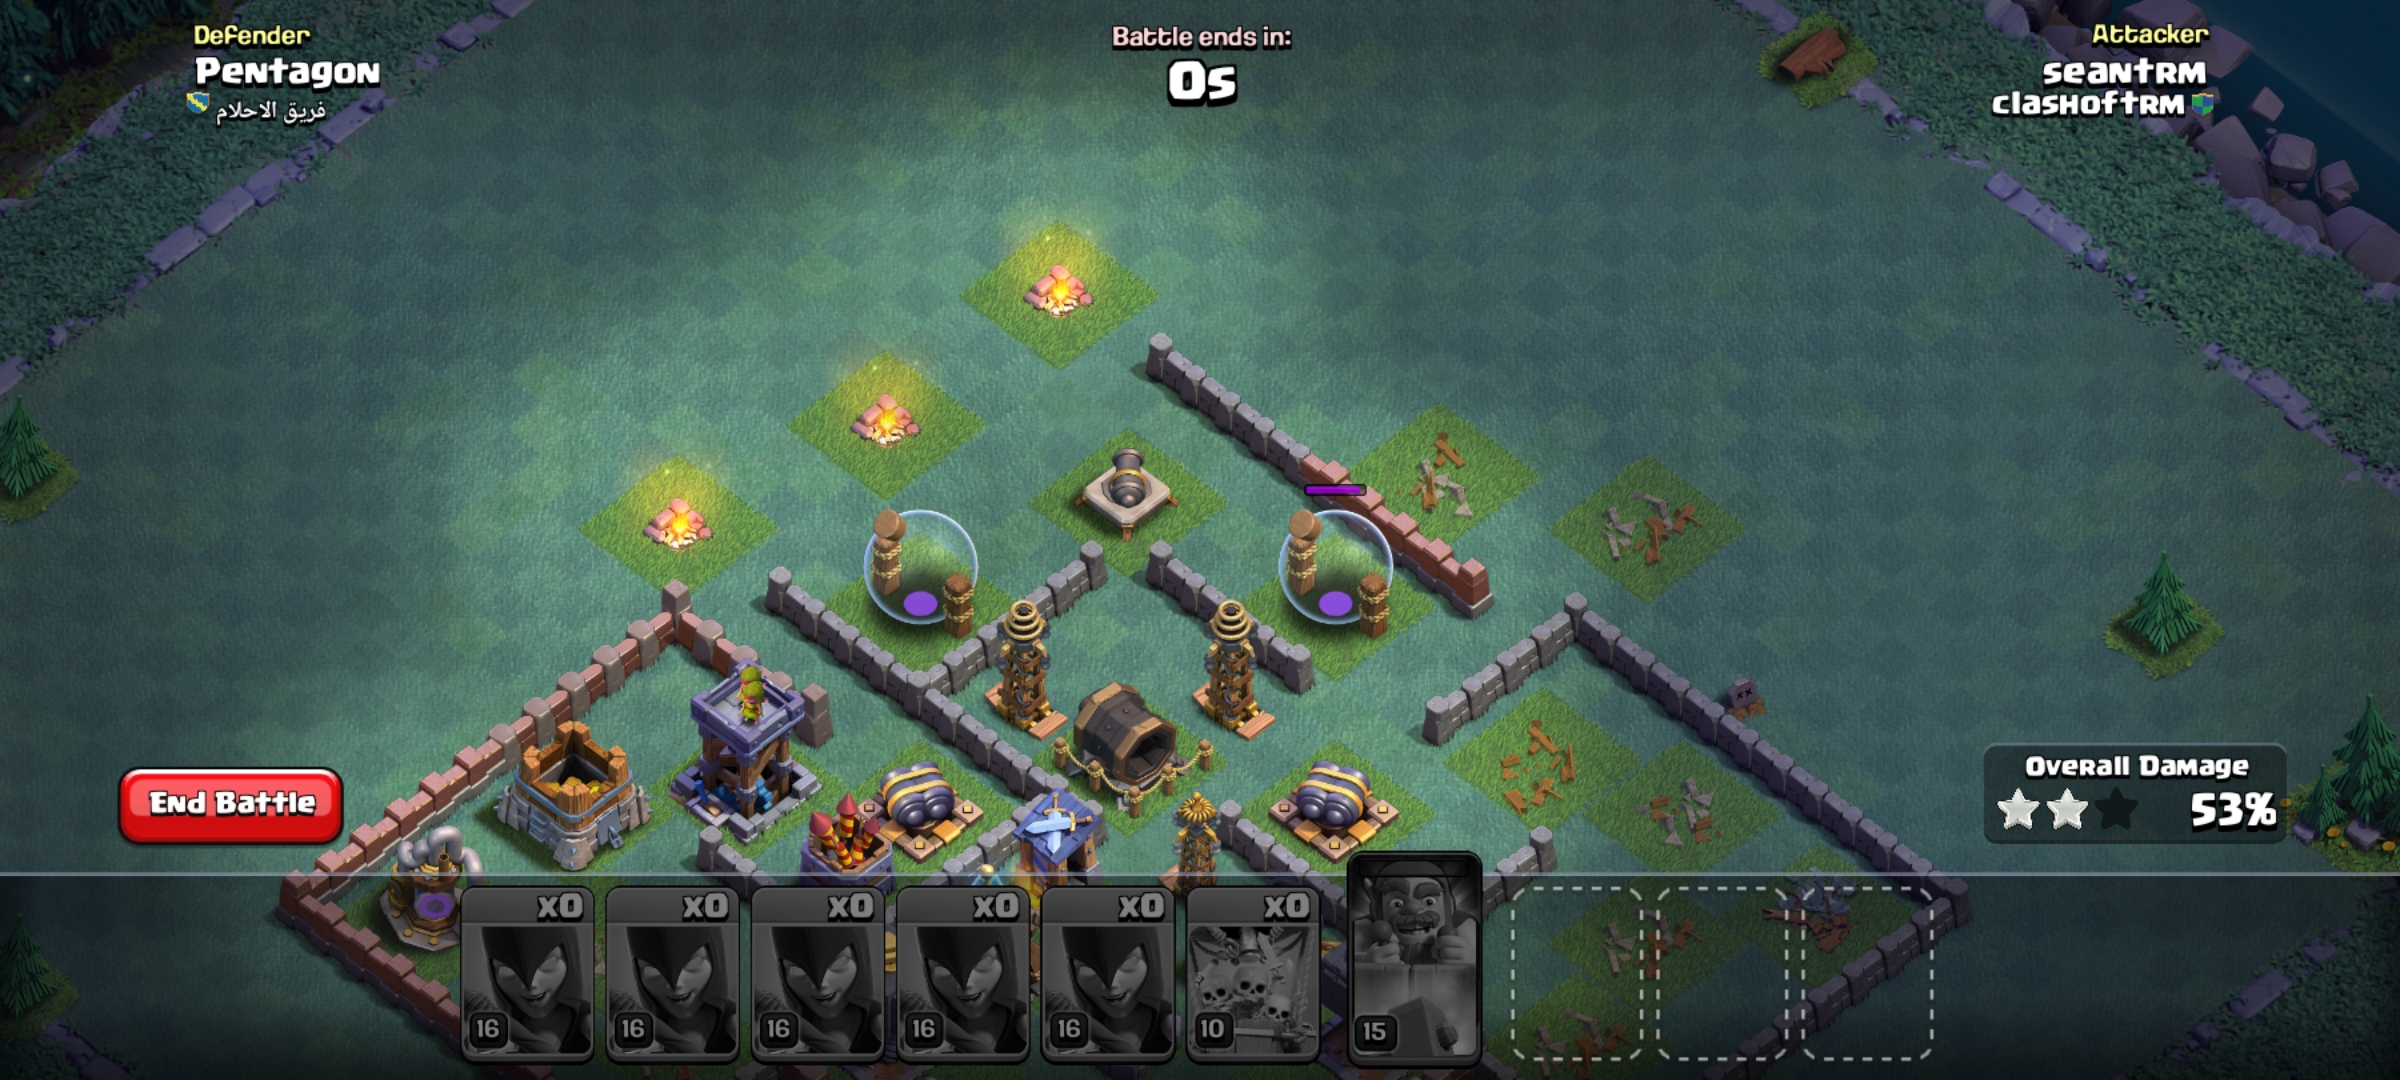 Defender
Pentagon
فريق الاحلام
Battle ends in:
0s
Attacker
seantRM
clashoftRM
End Battle
Overall Damage
53%
x0
x0
x0
x0
x0
x0
16
16
16
16
16
10
15